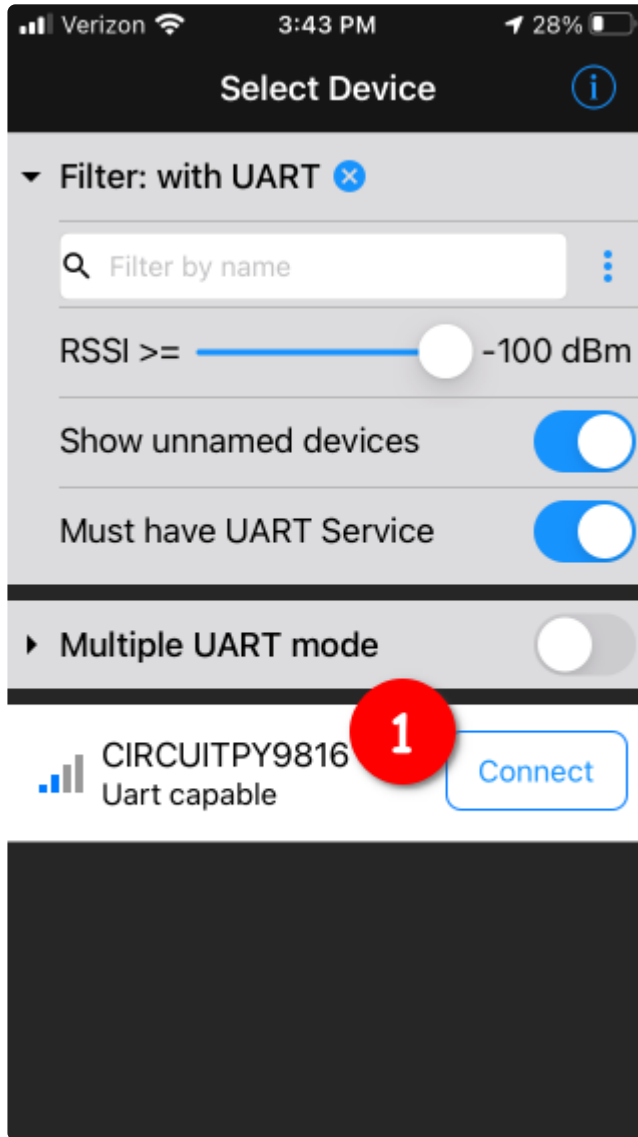 Verizon 3:43 PM 28%
Select Device i
Filter: with UART
Filter by name
RSSI >= -100 dBm
Show unnamed devices
Must have UART Service
Multiple UART mode
1
CIRCUITPY9816
Uart capable
Connect